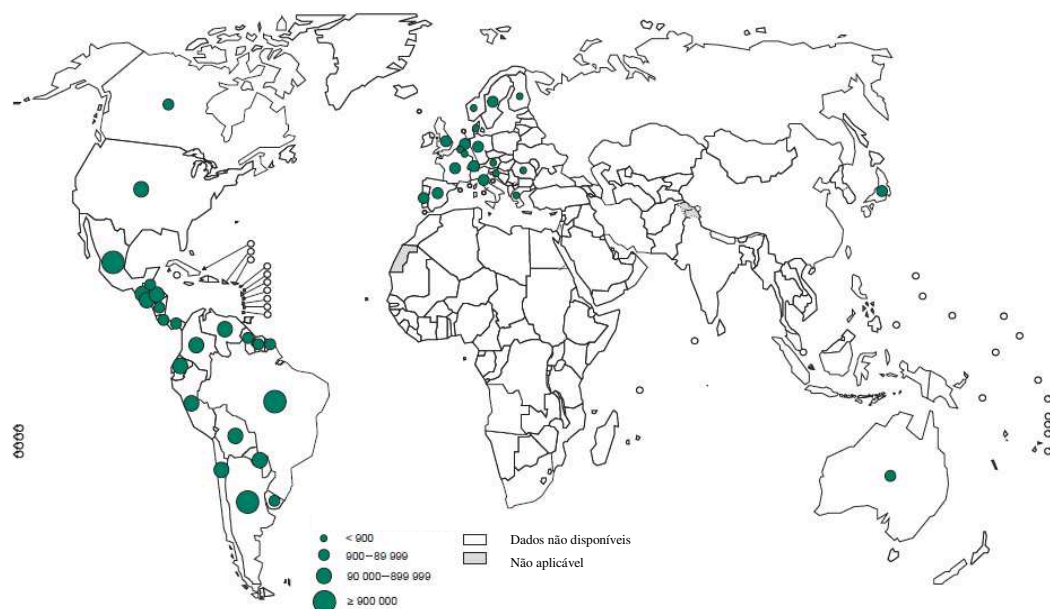 < 900
900–89 999
90 000–899 999
≥ 900 000
Dados não disponíveis
Não aplicável